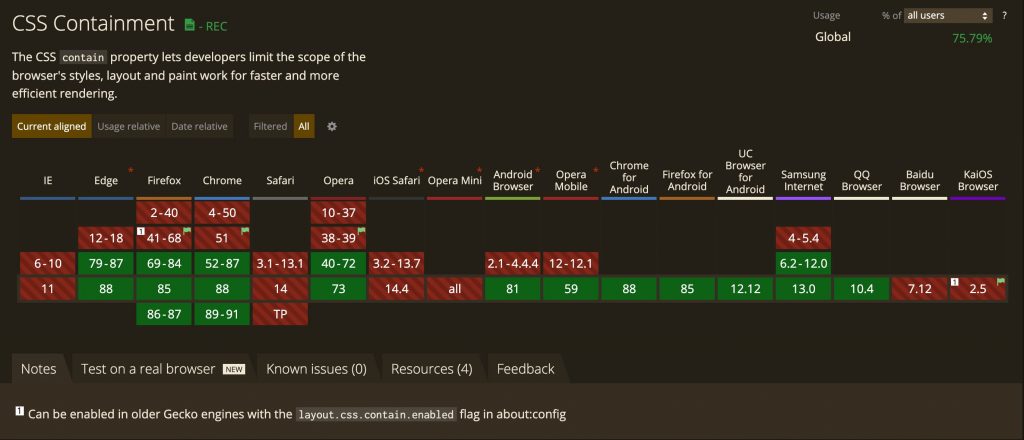 CSS Containment - REC
Usage % of all users ?
Global 75.79%
The CSS contain property lets developers limit the scope of the
browser's styles, layout and paint work for faster and more
efficient rendering.
Current aligned Usage relative Date relative Filtered All
IE Edge * Firefox Chrome Safari Opera iOS Safari * Opera Mini * Android Browser * Opera Mobile * Chrome for Android Firefox for Android UC Browser for Android Samsung Internet QQ Browser Baidu Browser KaiOS Browser
2-40 4-50 10-37
12-18 1 41-68 51 38-39 4-5.4
6-10 79-87 69-84 52-87 3.1-13.1 40-72 3.2-13.7 2.1-4.4.4 12-12.1 6.2-12.0
11 88 85 88 14 73 14.4 all 81 59 88 85 12.12 13.0 10.4 7.12 1 2.5
86-87 89-91 TP
Notes Test on a real browser NEW Known issues (0) Resources (4) Feedback
1 Can be enabled in older Gecko engines with the layout.css.contain.enabled flag in about:config